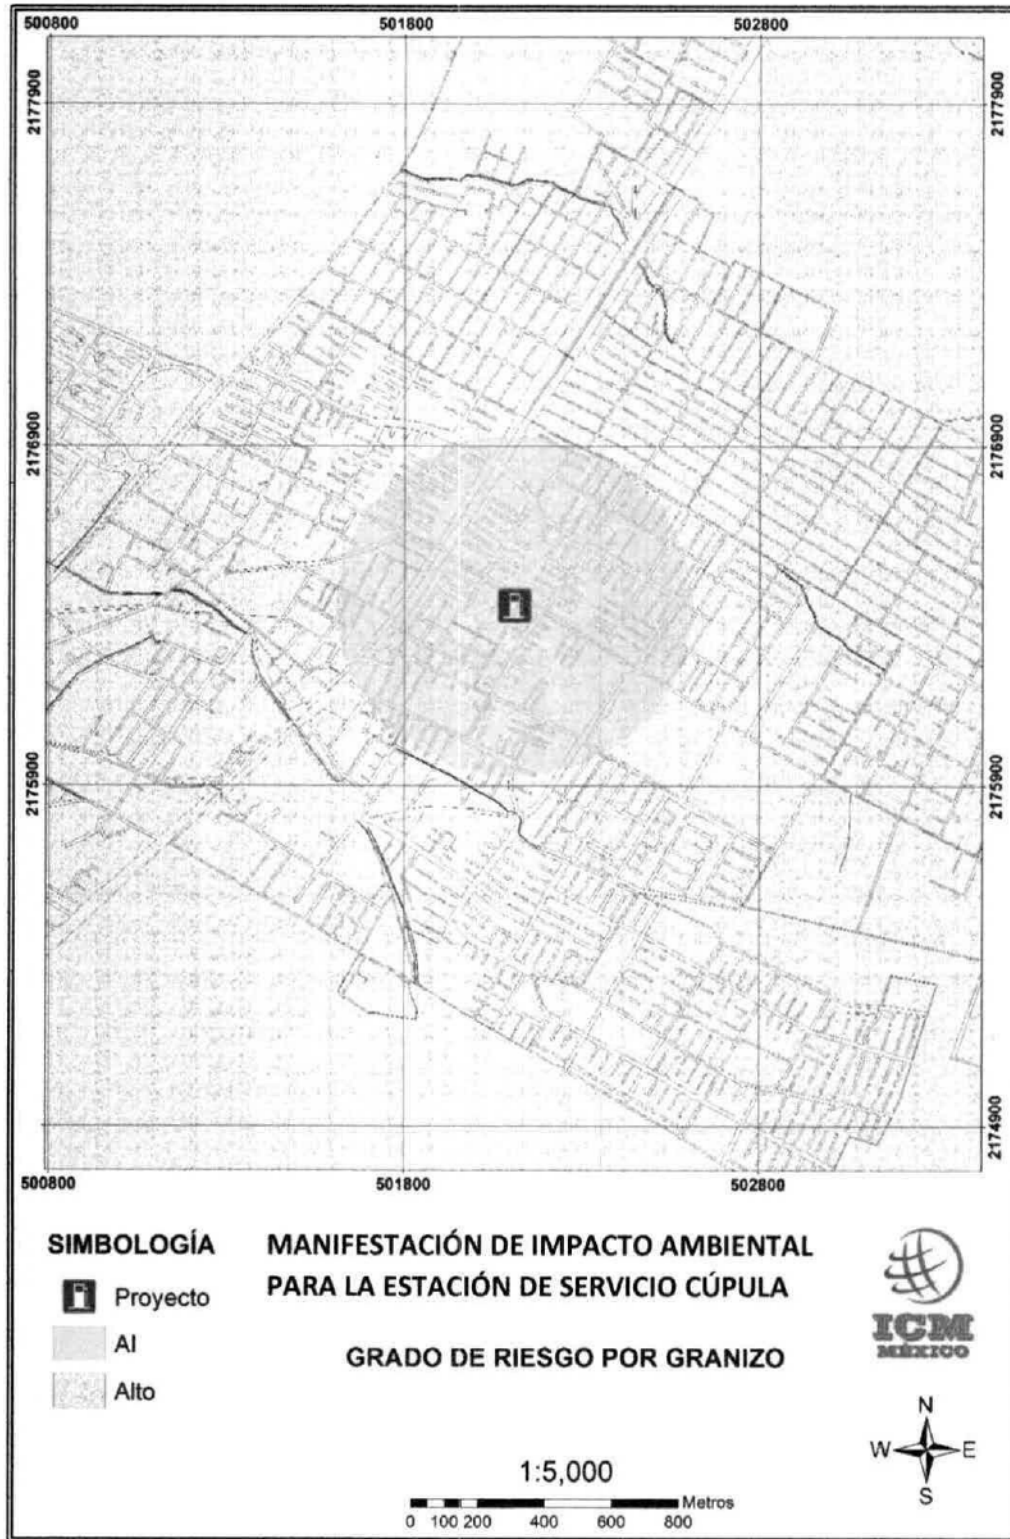 500800
501800
502800
2177900
2177900
2176900
2176900
2175900
2175900
2174900
500800
501800
502800
SIMBOLOGÍA
Proyecto
AI
Alto
MANIFESTACIÓN DE IMPACTO AMBIENTAL
PARA LA ESTACIÓN DE SERVICIO CÚPULA
GRADO DE RIESGO POR GRANIZO
ICM
MÉXICO
N
W E
S
1:5,000
Metros
0 100 200 400 600 800